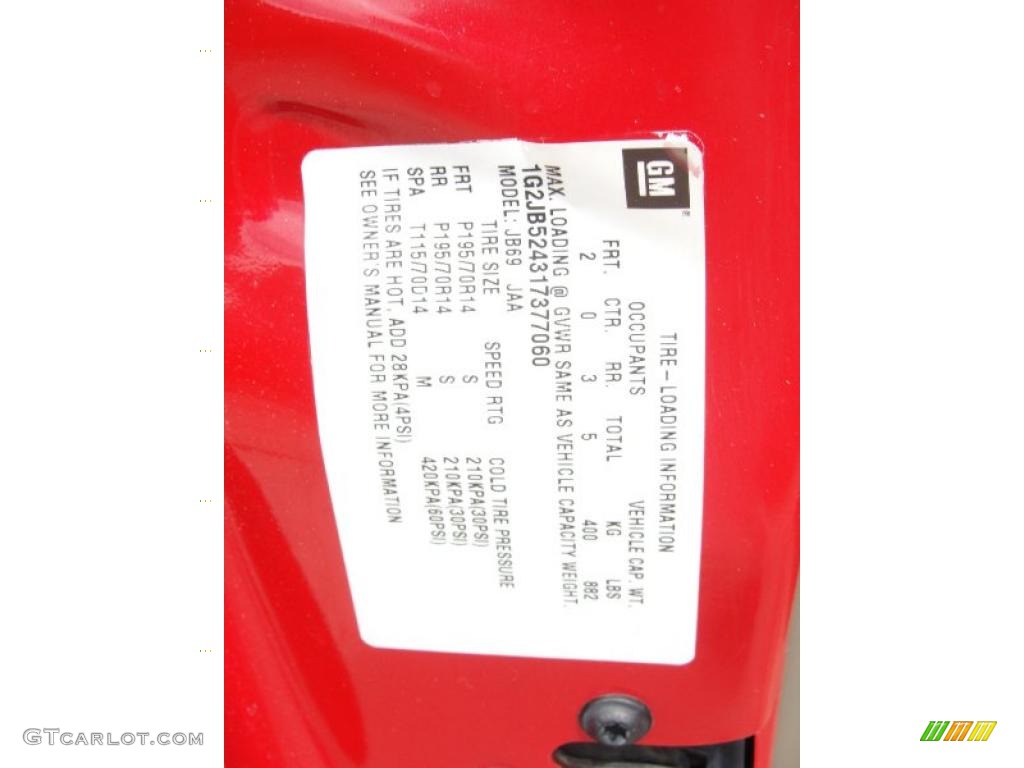 GM
TIRE-LOADING INFORMATION
OCCUPANTS VEHICLE CAP. WT.
FRT. CTR. RR. TOTAL KG LBS
2 0 3 5 400 882
MAX. LOADING @ GVWR SAME AS VEHICLE CAPACITY WEIGHT.
1G2JB524317377060
MODEL: JB69 JAA
TIRE SIZE SPEED RTG COLD TIRE PRESSURE
FRT P195/70R14 S 210KPA(30PSI)
RR P195/70R14 S 210KPA(30PSI)
SPA T115/70D14 M 420KPA(60PSI)
IF TIRES ARE HOT, ADD 28KPA(4PSI)
SEE OWNER'S MANUAL FOR MORE INFORMATION
GTCARLOT.COM